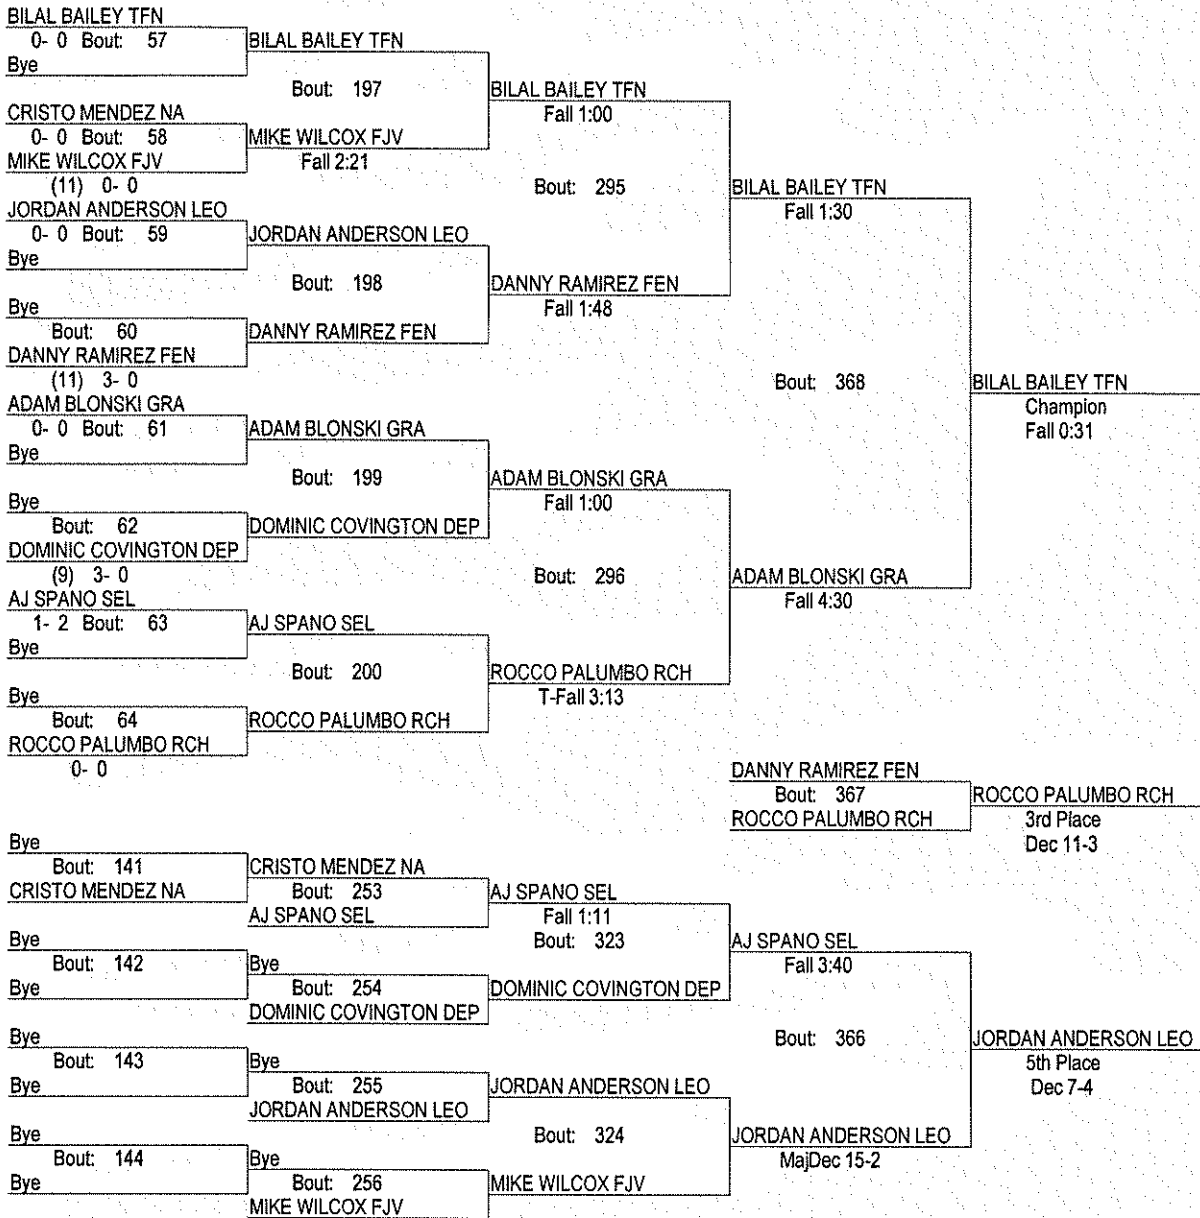 BILAL BAILEY TFN
0- 0 Bout: 57
Bye
BILAL BAILEY TFN
Bout: 197
CRISTO MENDEZ NA
0- 0 Bout: 58
MIKE WILCOX FJV
(11) 0- 0
MIKE WILCOX FJV
Fall 2:21
BILAL BAILEY TFN
Fall 1:00
Bout: 295
JORDAN ANDERSON LEO
0- 0 Bout: 59
Bye
JORDAN ANDERSON LEO
Bout: 198
Bye
Bout: 60
DANNY RAMIREZ FEN
(11) 3- 0
DANNY RAMIREZ FEN
DANNY RAMIREZ FEN
Fall 1:48
BILAL BAILEY TFN
Fall 1:30
Bout: 368
ADAM BLONSKI GRA
0- 0 Bout: 61
Bye
ADAM BLONSKI GRA
Bout: 199
Bye
Bout: 62
DOMINIC COVINGTON DEP
(9) 3- 0
DOMINIC COVINGTON DEP
ADAM BLONSKI GRA
Fall 1:00
Bout: 296
AJ SPANO SEL
1- 2 Bout: 63
Bye
AJ SPANO SEL
Bout: 200
Bye
Bout: 64
ROCCO PALUMBO RCH
0- 0
ROCCO PALUMBO RCH
ROCCO PALUMBO RCH
T-Fall 3:13
ADAM BLONSKI GRA
Fall 4:30
BILAL BAILEY TFN
Champion
Fall 0:31
DANNY RAMIREZ FEN
Bout: 367
ROCCO PALUMBO RCH
ROCCO PALUMBO RCH
3rd Place
Dec 11-3
Bye
Bout: 141
CRISTO MENDEZ NA
CRISTO MENDEZ NA
Bout: 253
AJ SPANO SEL
AJ SPANO SEL
Fall 1:11
Bout: 323
Bye
Bout: 142
Bye
Bye
Bout: 254
DOMINIC COVINGTON DEP
DOMINIC COVINGTON DEP
AJ SPANO SEL
Fall 3:40
Bout: 366
Bye
Bout: 143
Bye
Bye
Bout: 255
JORDAN ANDERSON LEO
JORDAN ANDERSON LEO
Bout: 324
Bye
Bout: 144
Bye
Bye
Bout: 256
MIKE WILCOX FJV
MIKE WILCOX FJV
JORDAN ANDERSON LEO
MajDec 15-2
JORDAN ANDERSON LEO
5th Place
Dec 7-4